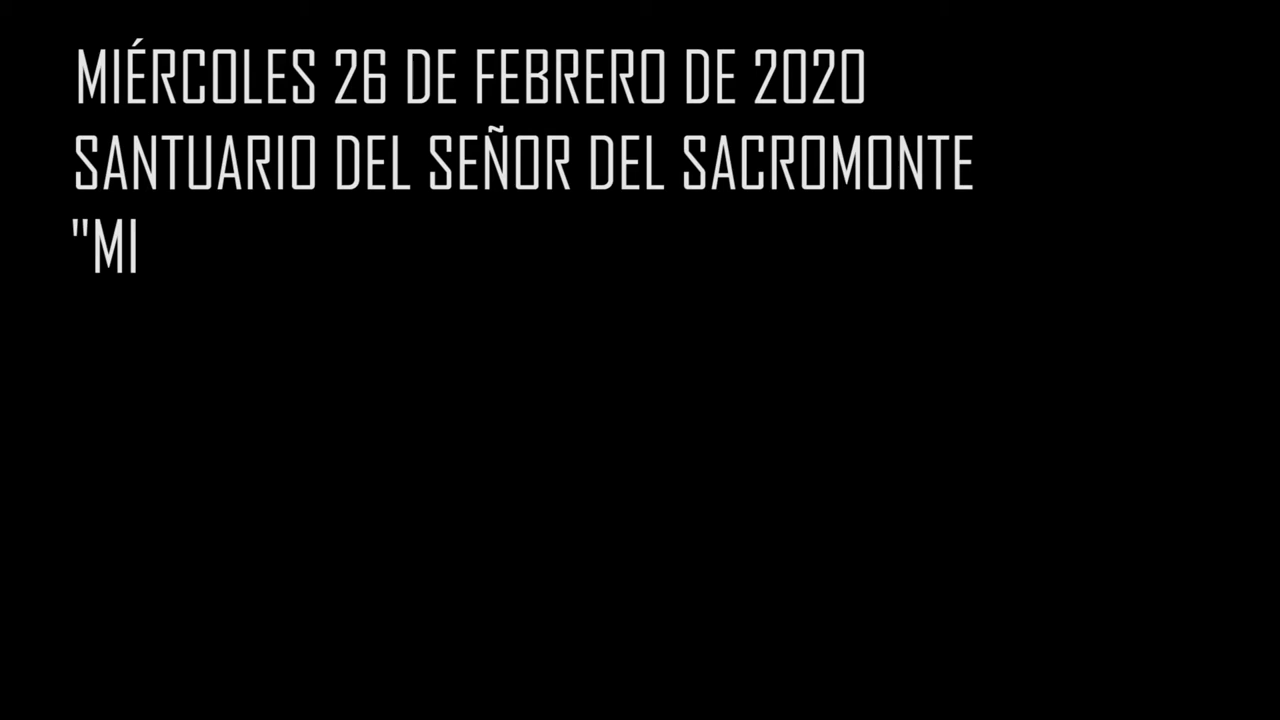 MIÉRCOLES 26 DE FEBRERO DE 2020
SANTUARIO DEL SEÑOR DEL SACROMONTE
"MI